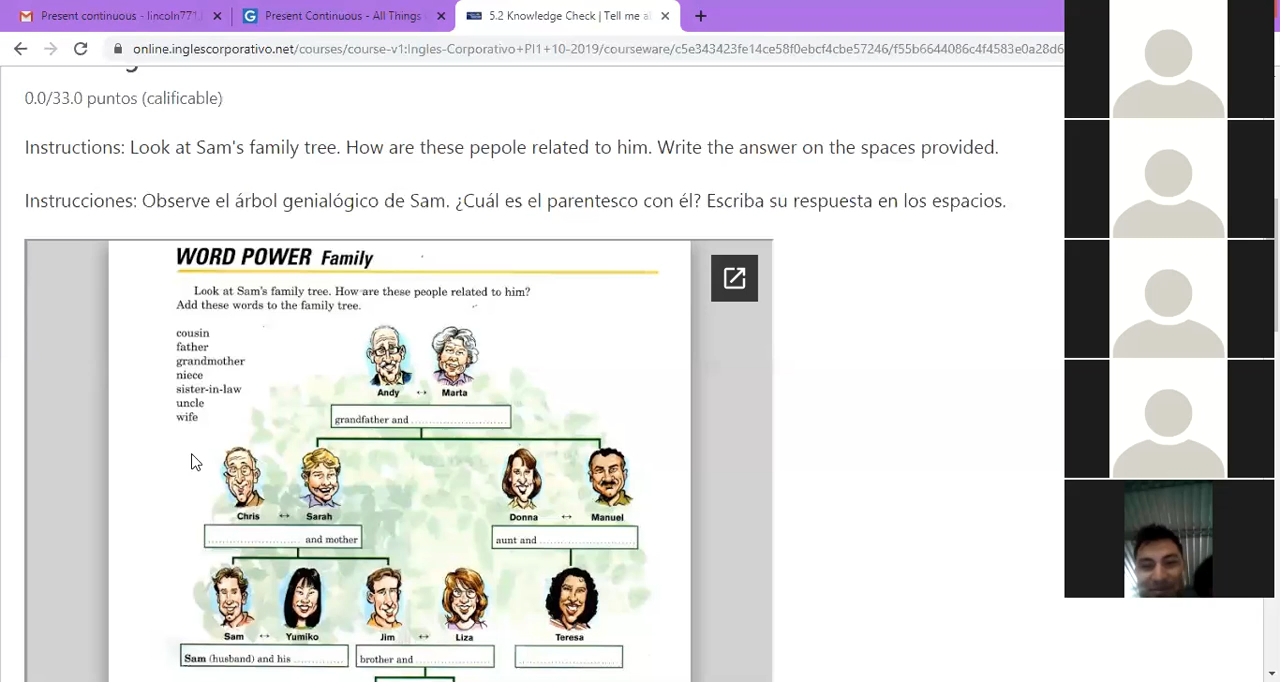 Present continuous - lincoln771
Present Continuous - All Things
5.2 Knowledge Check | Tell me a
online.inglescorporativo.net/courses/course-v1:Ingles-Corporativo+PI1+10-2019/courseware/c5e343423fe14ce58f0ebcf4cbe57246/f55b6644086c4f4583e0a28d6
0.0/33.0 puntos (calificable)
Instructions: Look at Sam's family tree. How are these pepole related to him. Write the answer on the spaces provided.
Instrucciones: Observe el árbol genialógico de Sam. ¿Cuál es el parentesco con él? Escriba su respuesta en los espacios.
WORD POWER Family
Look at Sam's family tree. How are these people related to him?
Add these words to the family tree.
cousin
father
grandmother
niece
sister-in-law
uncle
wife
Andy ↔ Marta
grandfather and ........................
Chris ↔ Sarah
........................ and mother
Donna ↔ Manuel
aunt and ........................
Sam ↔ Yumiko
Jim ↔ Liza
Teresa
Sam (husband) and his ............
brother and ...................
........................